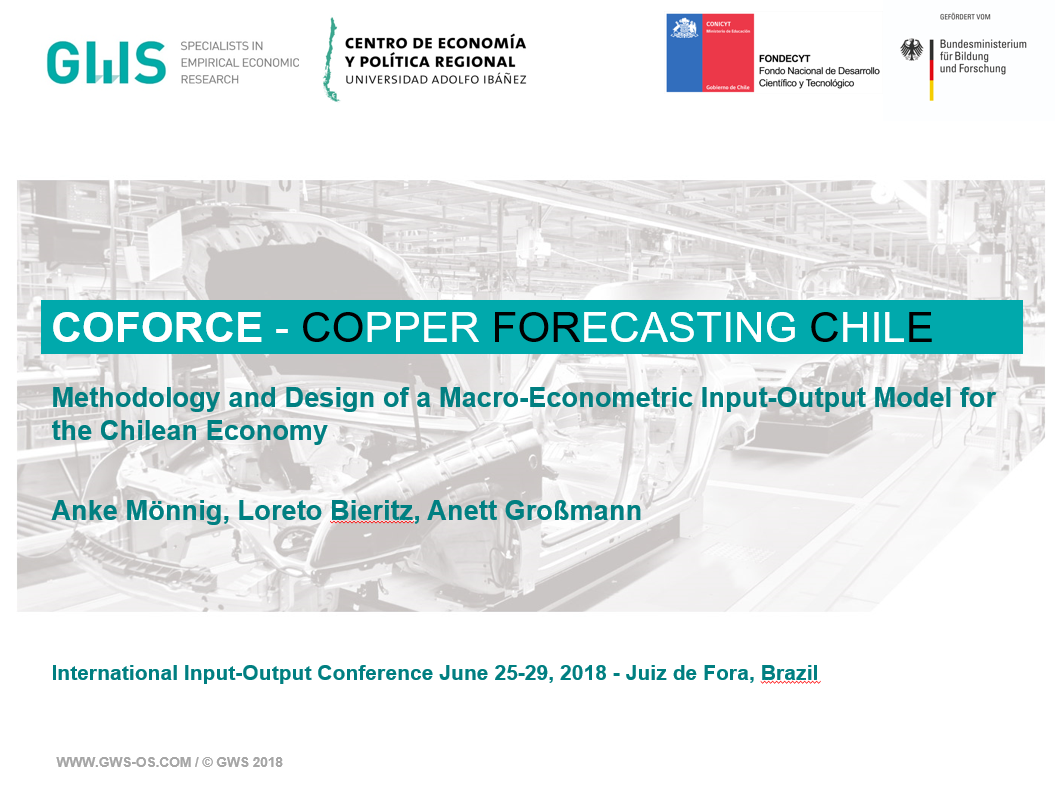 GWS
SPECIALISTS IN
EMPIRICAL ECONOMIC
RESEARCH
CENTRO DE ECONOMÍA
Y POLÍTICA REGIONAL
UNIVERSIDAD ADOLFO IBÁÑEZ
CONICYT
Ministerio de Educación
Gobierno de Chile
FONDECYT
Fondo Nacional de Desarrollo
Científico y Tecnológico
GEFÖRDERT VOM
Bundesministerium
für Bildung
und Forschung
COFORCE - COPPER FORECASTING CHILE
Methodology and Design of a Macro-Econometric Input-Output Model for
the Chilean Economy
Anke Mönnig, Loreto Bieritz, Anett Großmann
International Input-Output Conference June 25-29, 2018 - Juiz de Fora, Brazil
WWW.GWS-OS.COM / © GWS 2018